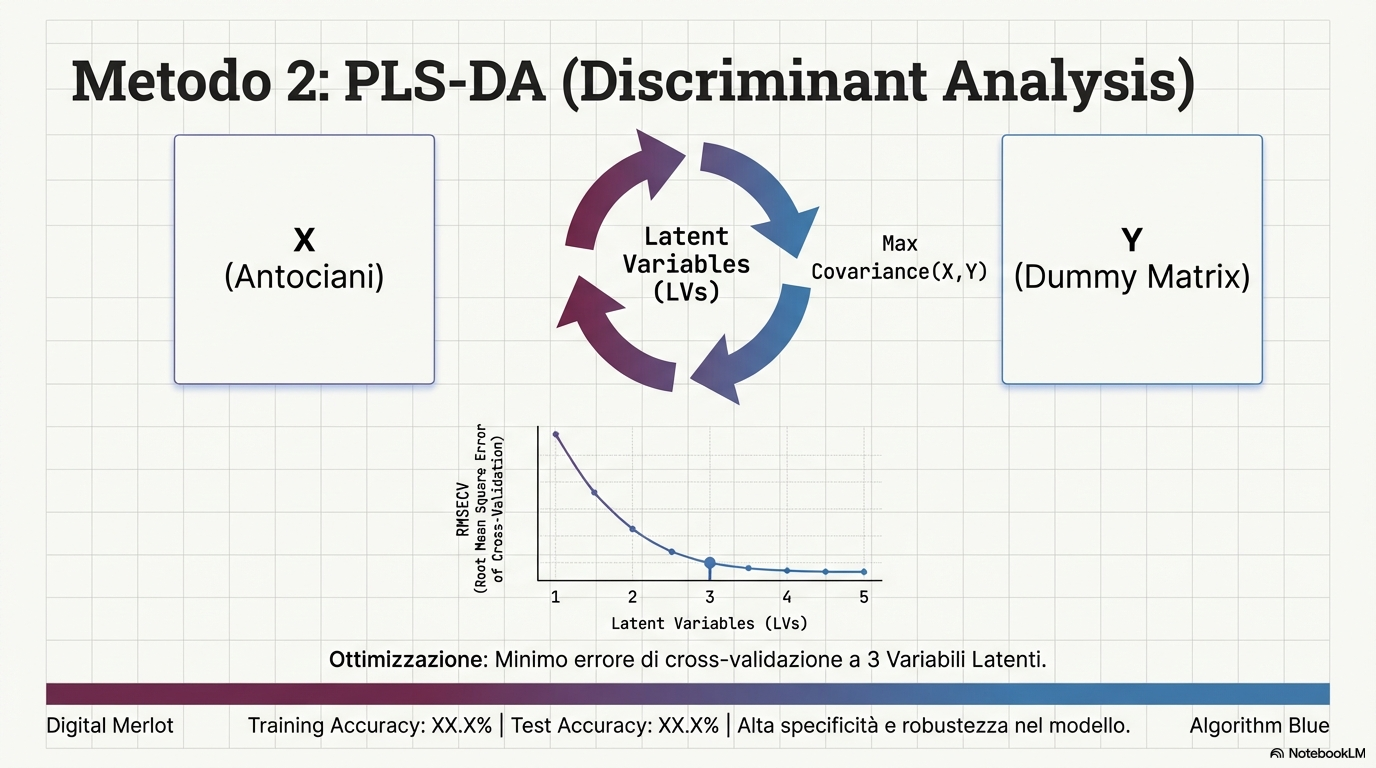 Metodo 2: PLS-DA (Discriminant Analysis)
X
(Antociani)
Latent
Variables
(LVs)
Max
Covariance(X,Y)
Y
(Dummy Matrix)
RMSECV
(Root Mean Square Error
of Cross-Validation)
1 2 3 4 5
Latent Variables (LVs)
Ottimizzazione: Minimo errore di cross-validazione a 3 Variabili Latenti.
Digital Merlot
Training Accuracy: XX.X% | Test Accuracy: XX.X% | Alta specificità e robustezza nel modello.
Algorithm Blue
NotebookLM